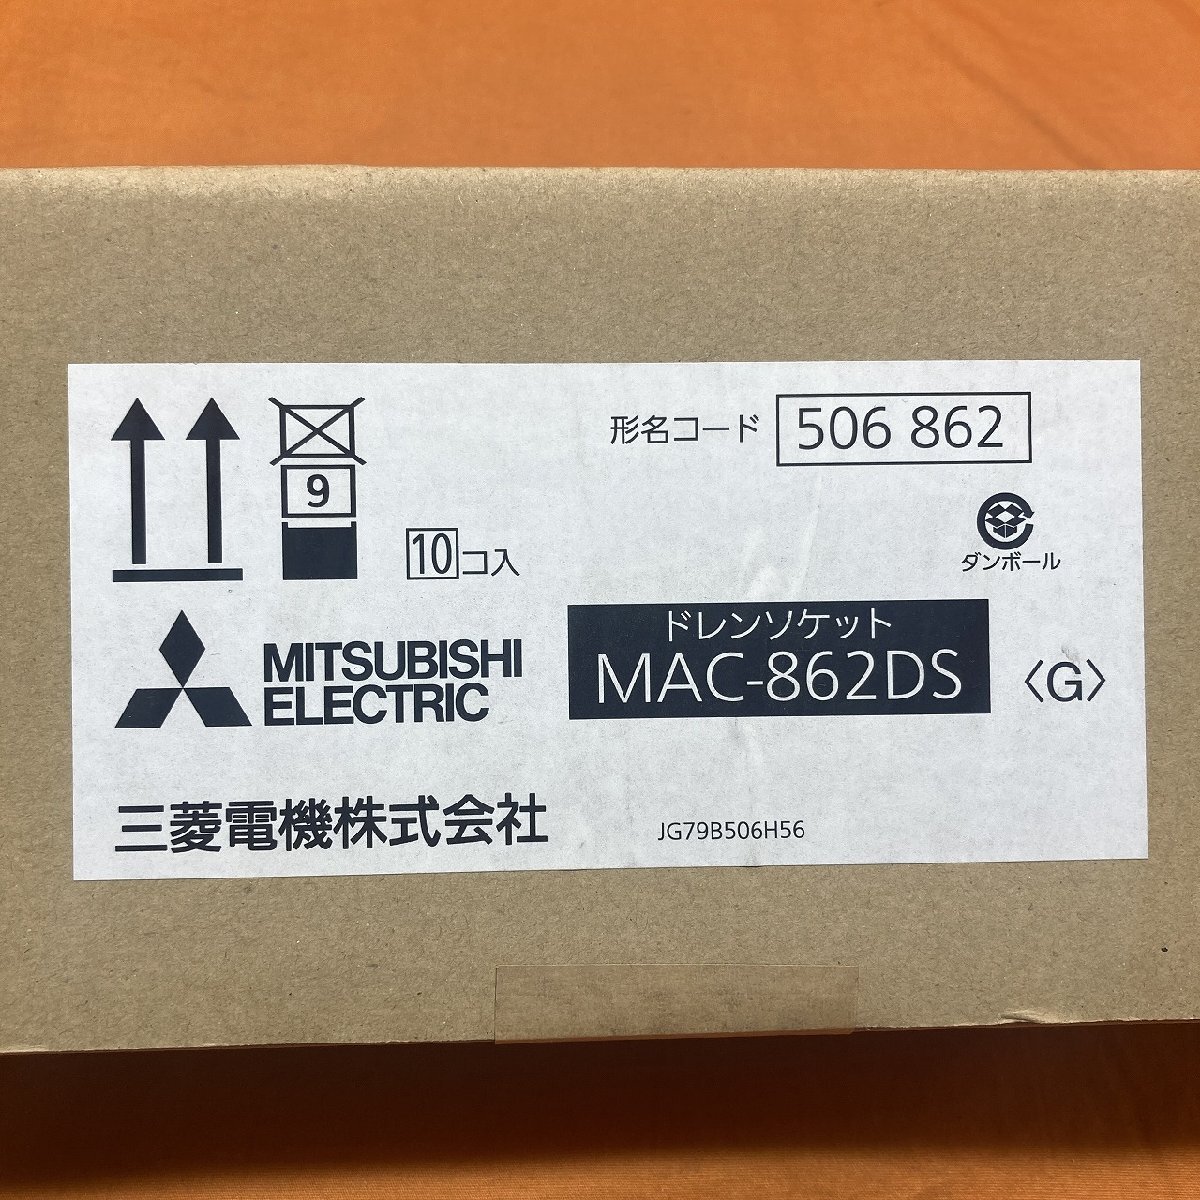 形名コード 506 862
9
10コ入
ダンボール
MITSUBISHI
ELECTRIC
ドレンソケット
MAC-862DS 〈G〉
三菱電機株式会社
JG79B506H56